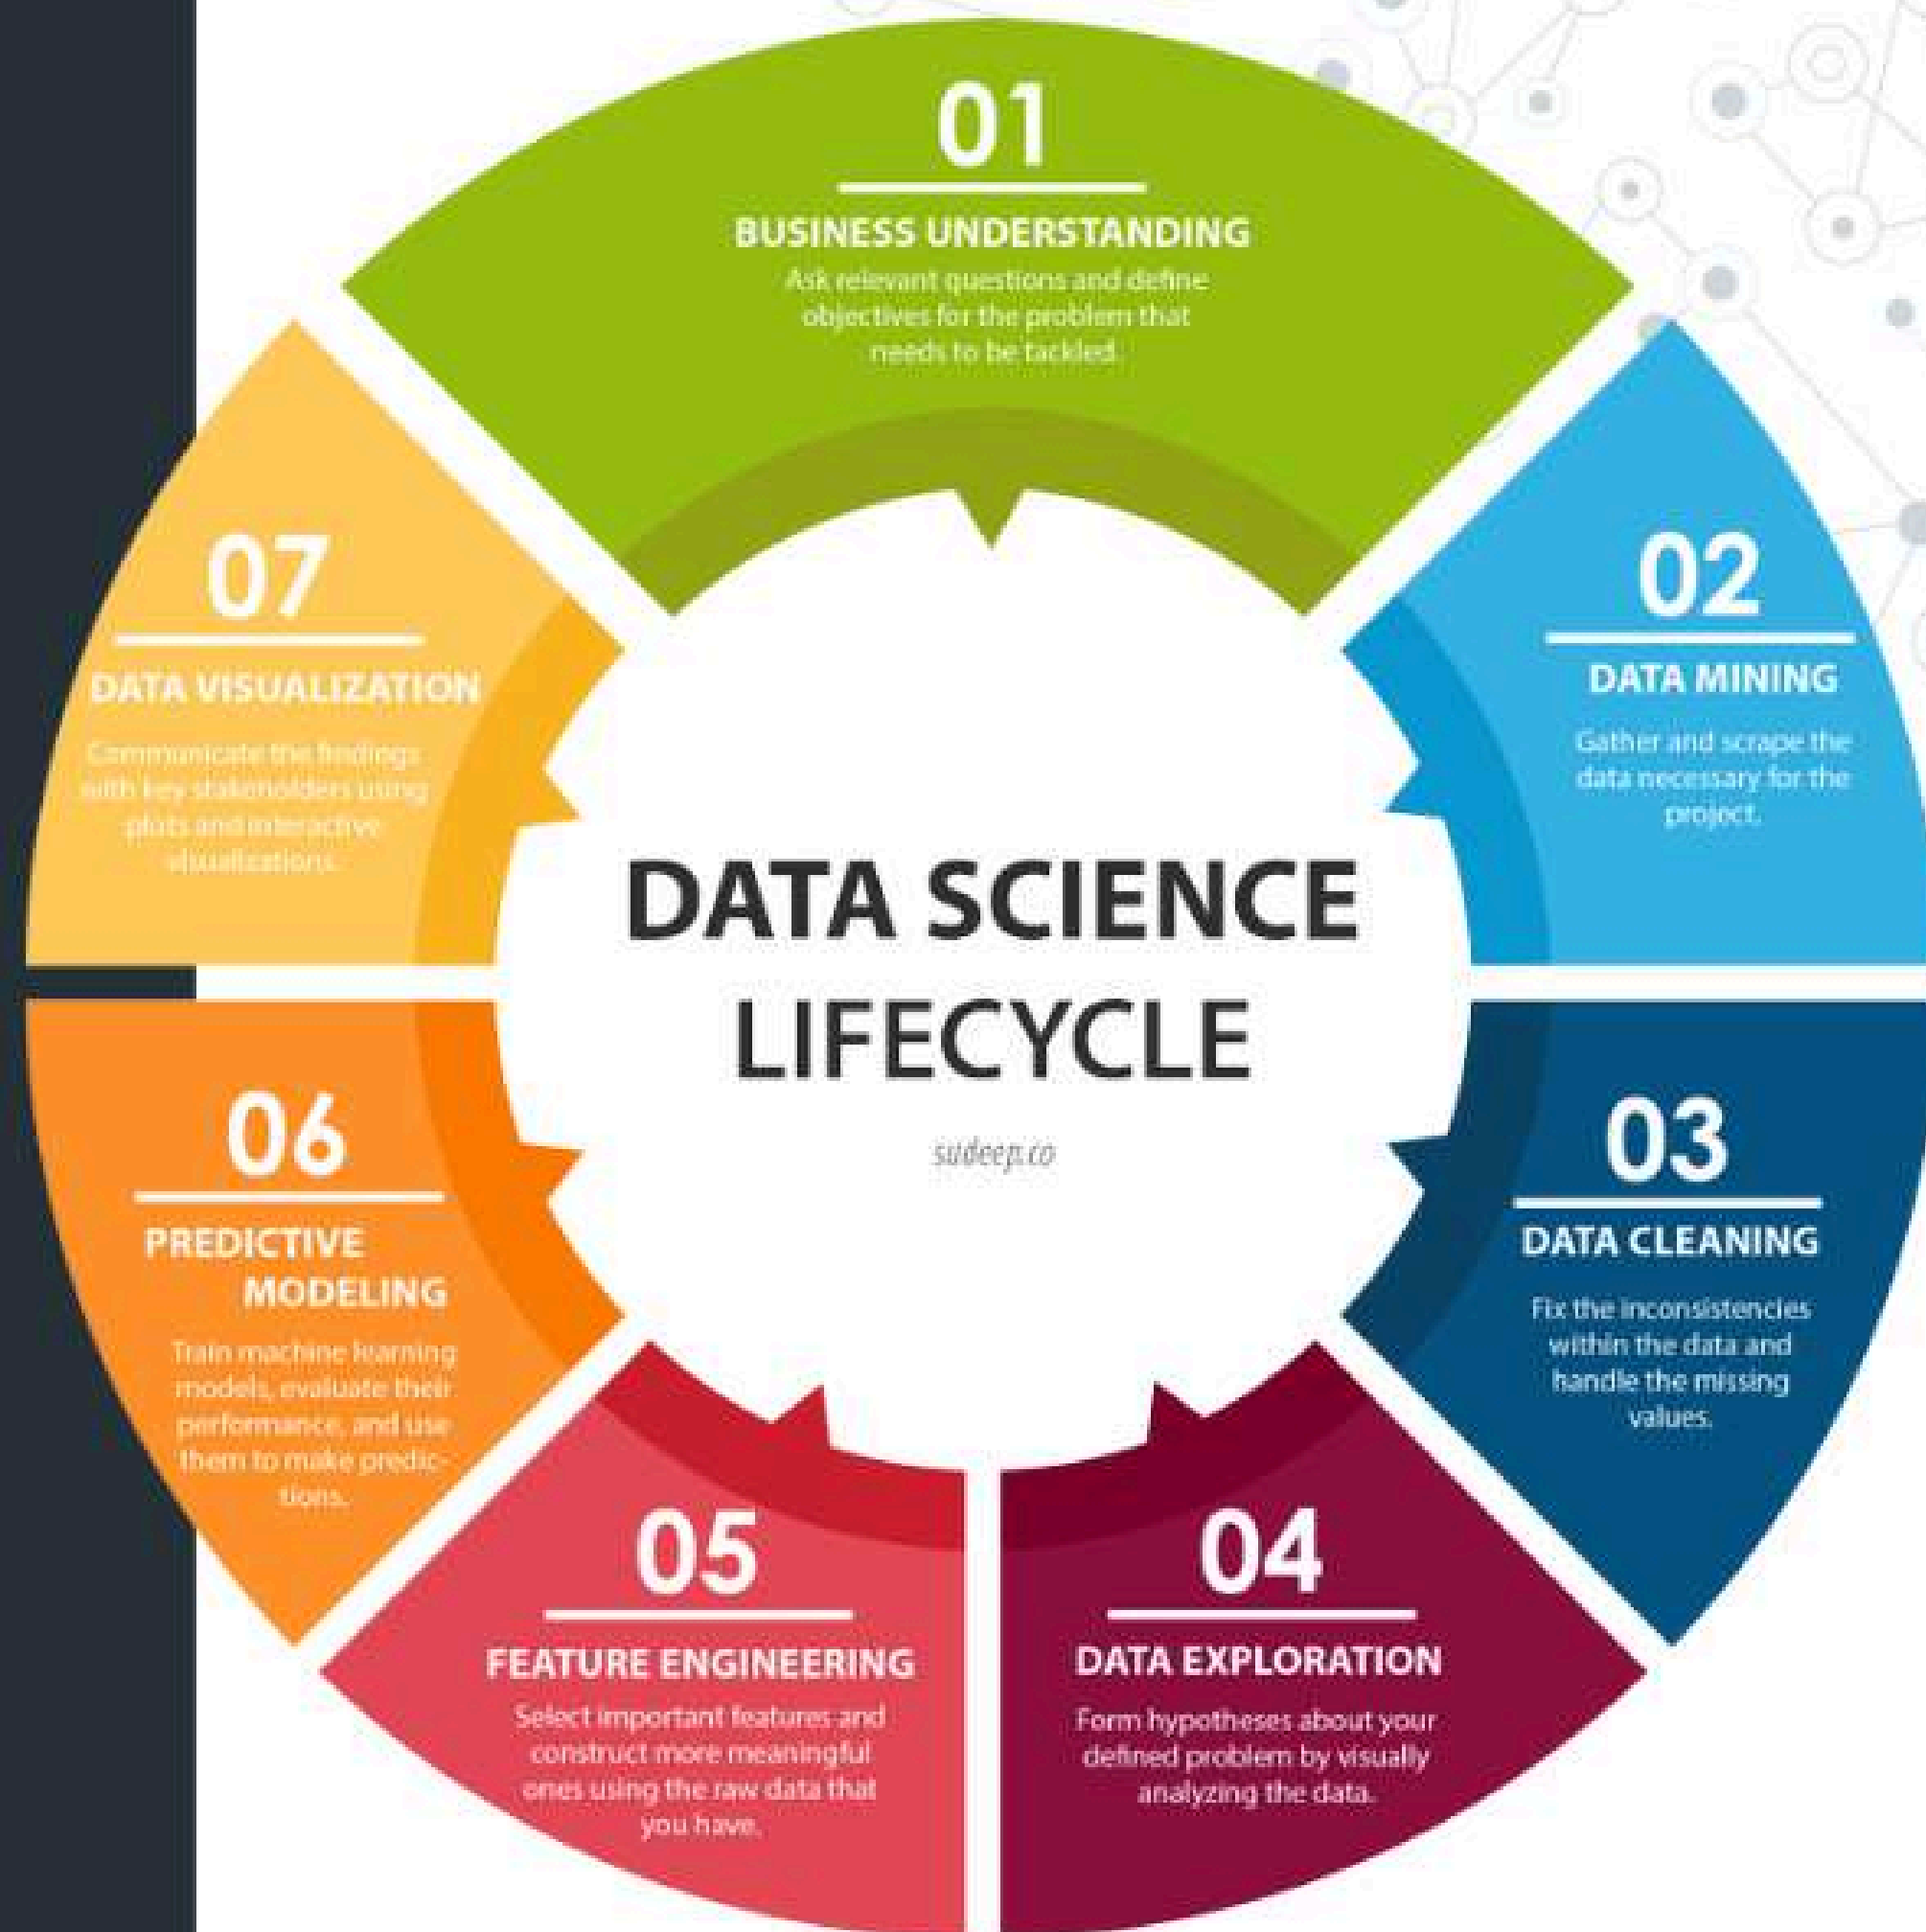 01
BUSINESS UNDERSTANDING
Ask relevant questions and define
objectives for the problem that
needs to be tackled.
02
DATA MINING
Gather and scrape the
data necessary for the
project.
03
DATA CLEANING
Fix the inconsistencies
within the data and
handle the missing
values.
04
DATA EXPLORATION
Form hypotheses about your
defined problem by visually
analyzing the data.
05
FEATURE ENGINEERING
Select important features and
construct more meaningful
ones using the raw data that
you have.
06
PREDICTIVE
MODELING
Train machine learning
models, evaluate their
performance, and use
them to make predic-
tions.
07
DATA VISUALIZATION
Communicate the findings
with key stakeholders using
plots and interactive
visualizations.
DATA SCIENCE
LIFECYCLE
sudeep.co